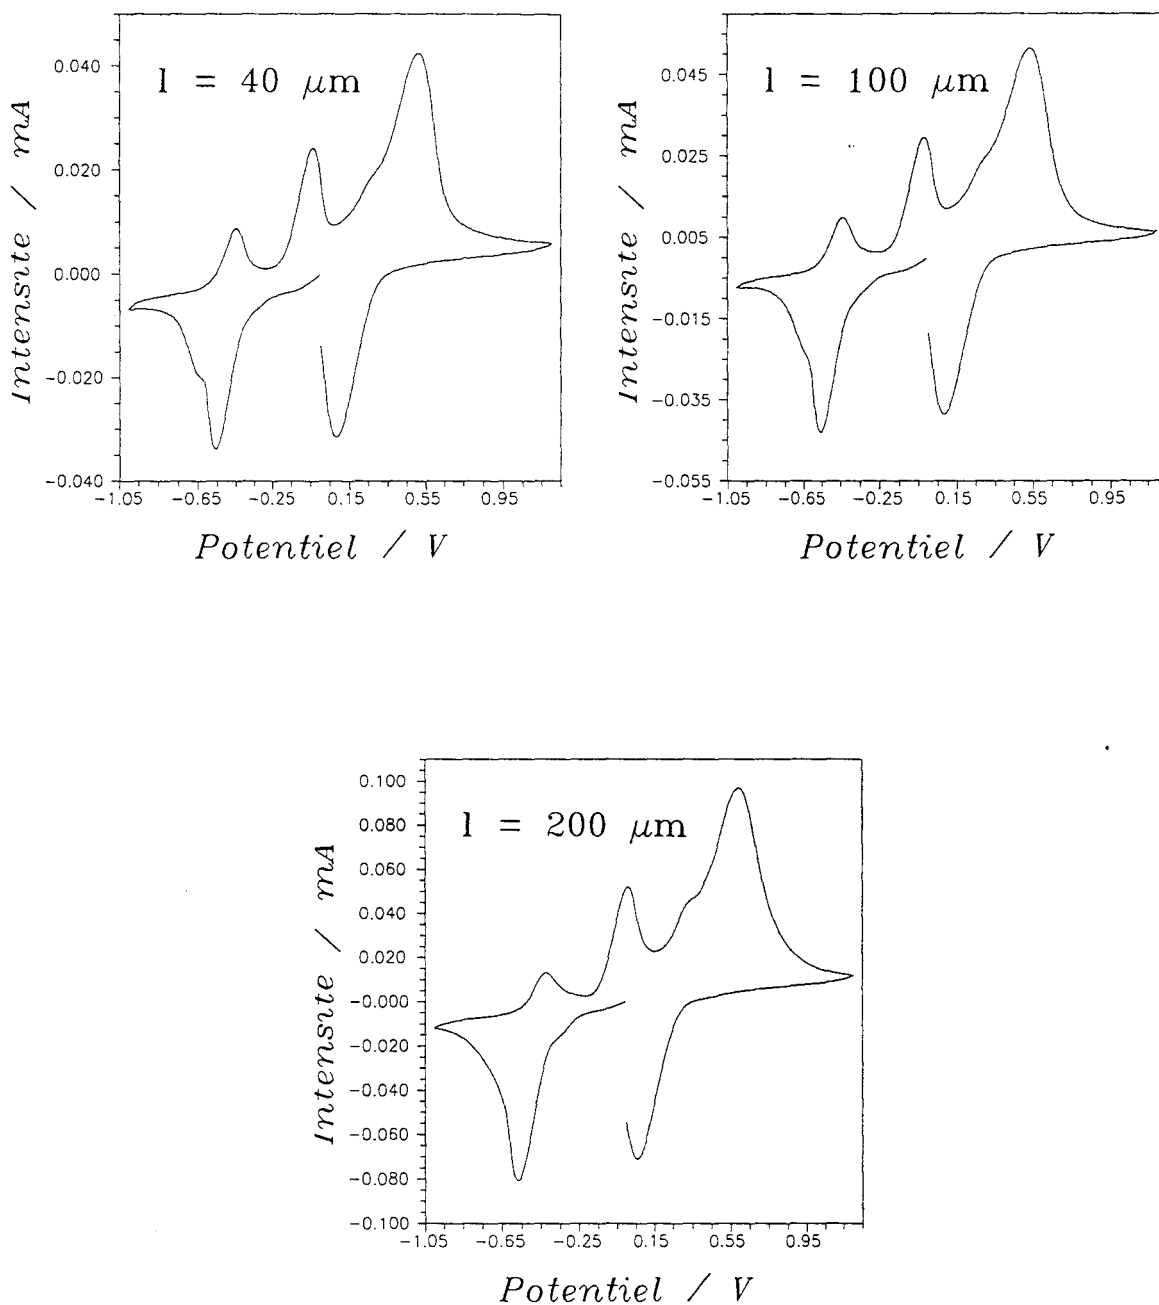 l = 40 μm
Intensite / mA
0.040
0.020
0.000
-0.020
-0.040
-1.05 -0.65 -0.25 0.15 0.55 0.95
Potentiel / V
l = 100 μm
Intensite / mA
0.045
0.025
0.005
-0.015
-0.035
-0.055
-1.05 -0.65 -0.25 0.15 0.55 0.95
Potentiel / V
l = 200 μm
Intensite / mA
0.100
0.080
0.060
0.040
0.020
-0.000
-0.020
-0.040
-0.060
-0.080
-0.100
-1.05 -0.65 -0.25 0.15 0.55 0.95
Potentiel / V